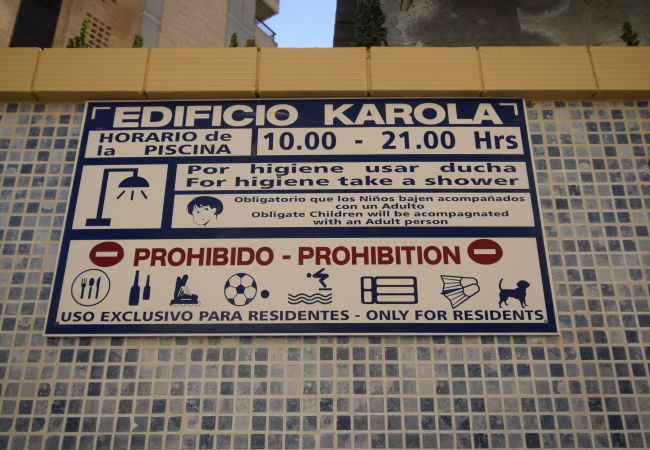 EDIFICIO KAROLA
HORARIO de
la PISCINA
10.00 - 21.00 Hrs
Por higiene usar ducha
For higiene take a shower
Obligatorio que los Niños bajen acompañados
con un Adulto
Obligate Children will be acompagnated
with an Adult person
PROHIBIDO - PROHIBITION
USO EXCLUSIVO PARA RESIDENTES - ONLY FOR RESIDENTS